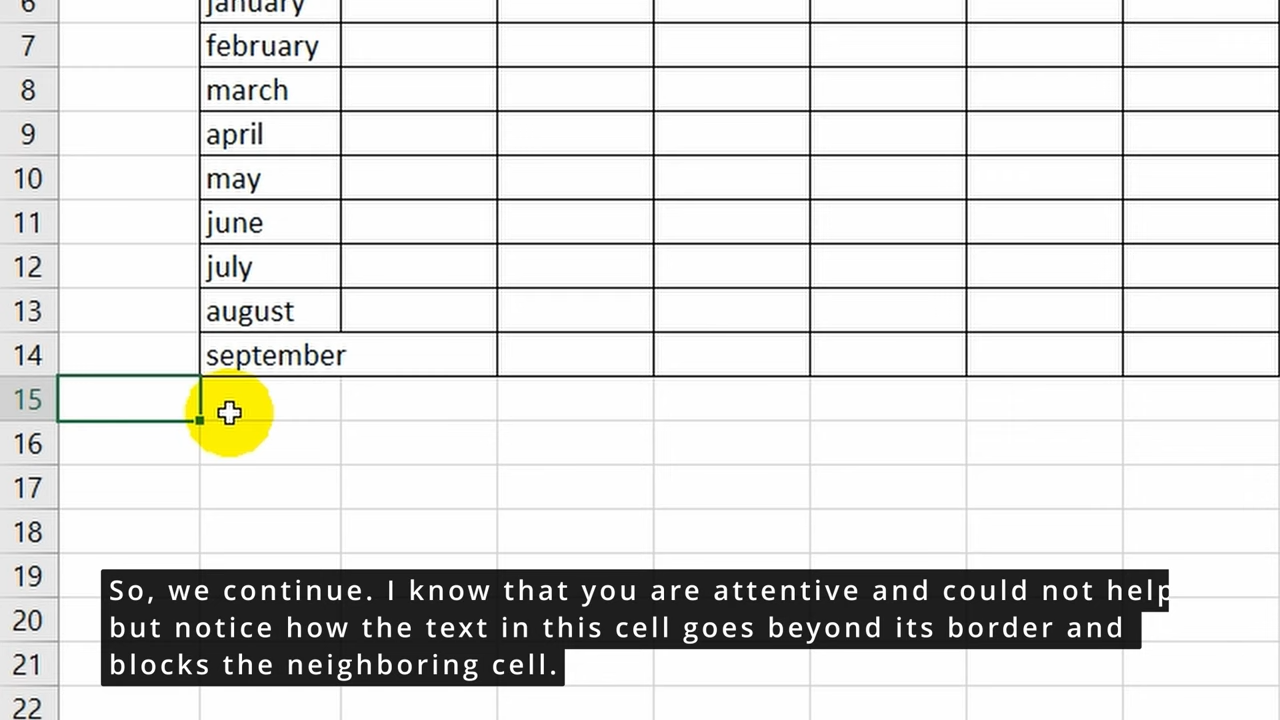 6 january
7 february
8 march
9 april
10 may
11 june
12 july
13 august
14 september
15
16
17
18
19
20
21
22
So, we continue. I know that you are attentive and could not help
but notice how the text in this cell goes beyond its border and
blocks the neighboring cell.